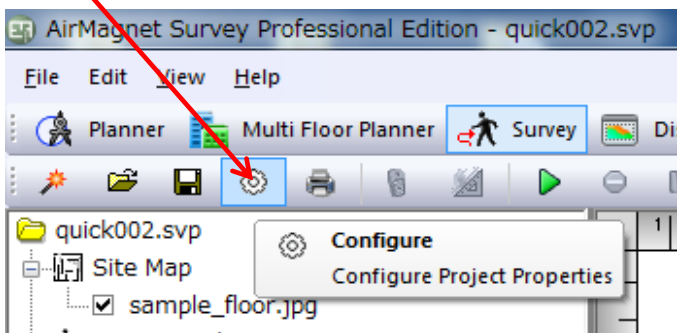 AirMagnet Survey Professional Edition - quick002.svp
File Edit View Help
Planner Multi Floor Planner Survey Di
quick002.svp
1
Configure
Configure Project Properties
Site Map
sample_floor.jpg